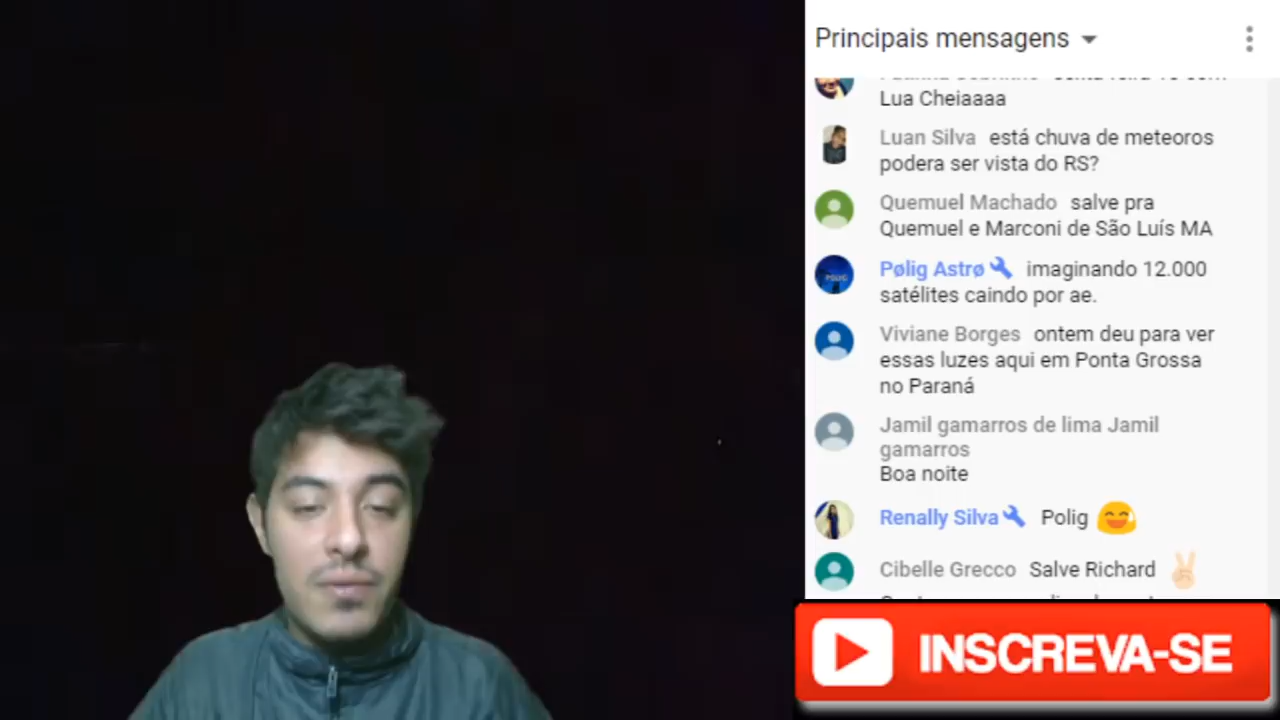 Principais mensagens
Lua Cheiaaaa
Luan Silva está chuva de meteoros
podera ser vista do RS?
Quemuel Machado salve pra
Quemuel e Marconi de São Luís MA
Pølig Astrø imaginando 12.000
satélites caindo por ae.
Viviane Borges ontem deu para ver
essas luzes aqui em Ponta Grossa
no Paraná
Jamil gamarros de lima Jamil
gamarros
Boa noite
Renally Silva Polig 😅
Cibelle Grecco Salve Richard ✌🏻
INSCREVA-SE